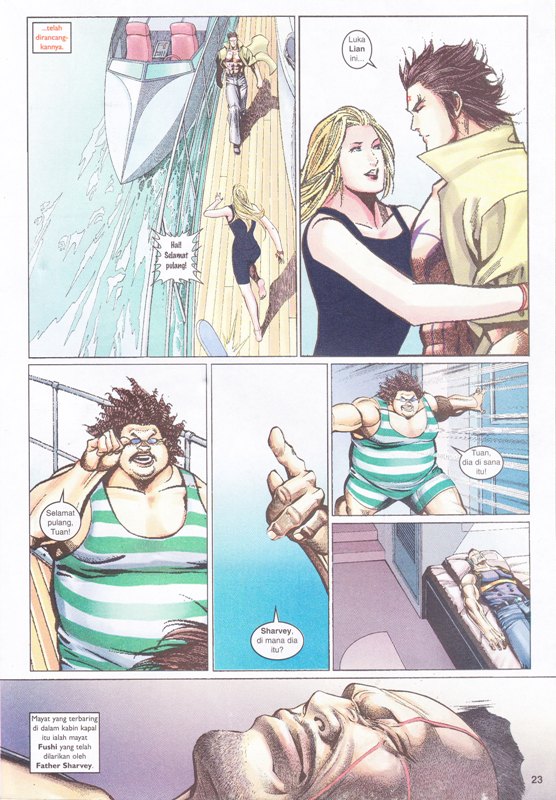 ...telah
dirancang-
kannya.
Luka
Lian
ini...
Hai!
Selamat
pulang!
Selamat
pulang,
Tuan!
Sharvey,
di mana dia
itu?
Tuan,
dia di sana
itu!
Mayat yang terbaring
di dalam kabin kapal
itu ialah mayat
Fushi yang telah
dilarikan oleh
Father Sharvey.
23